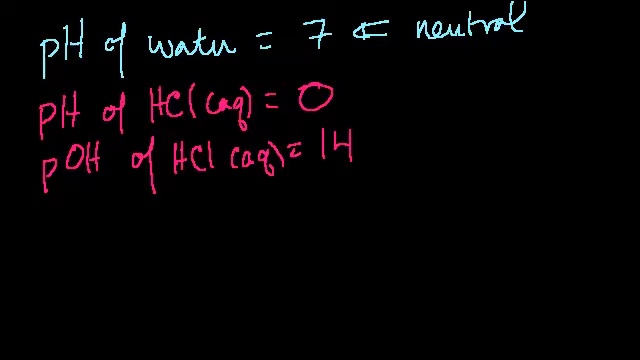 pH of water = 7 ← neutral
pH of HCl (aq) = 0
pOH of HCl (aq) = 14